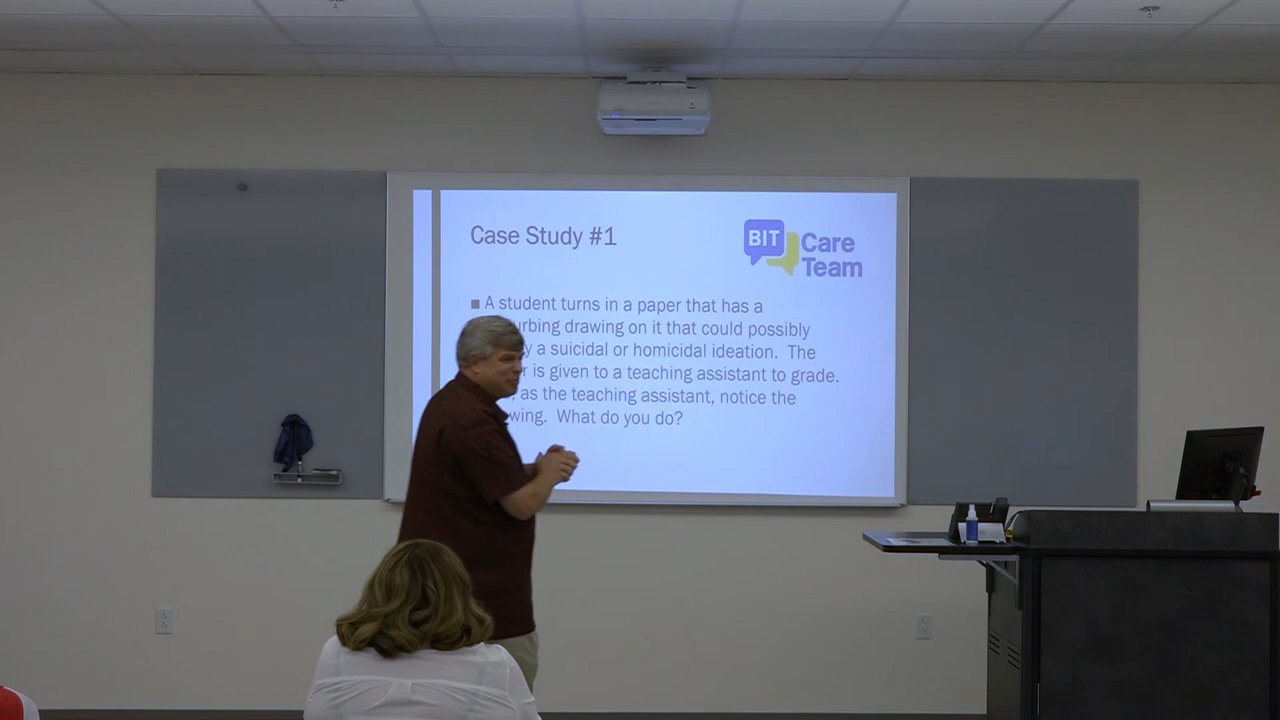 Case Study #1
BIT
Care
Team
A student turns in a paper that has a
urbing drawing on it that could possibly
y a suicidal or homicidal ideation. The
r is given to a teaching assistant to grade.
, as the teaching assistant, notice the
wing. What do you do?